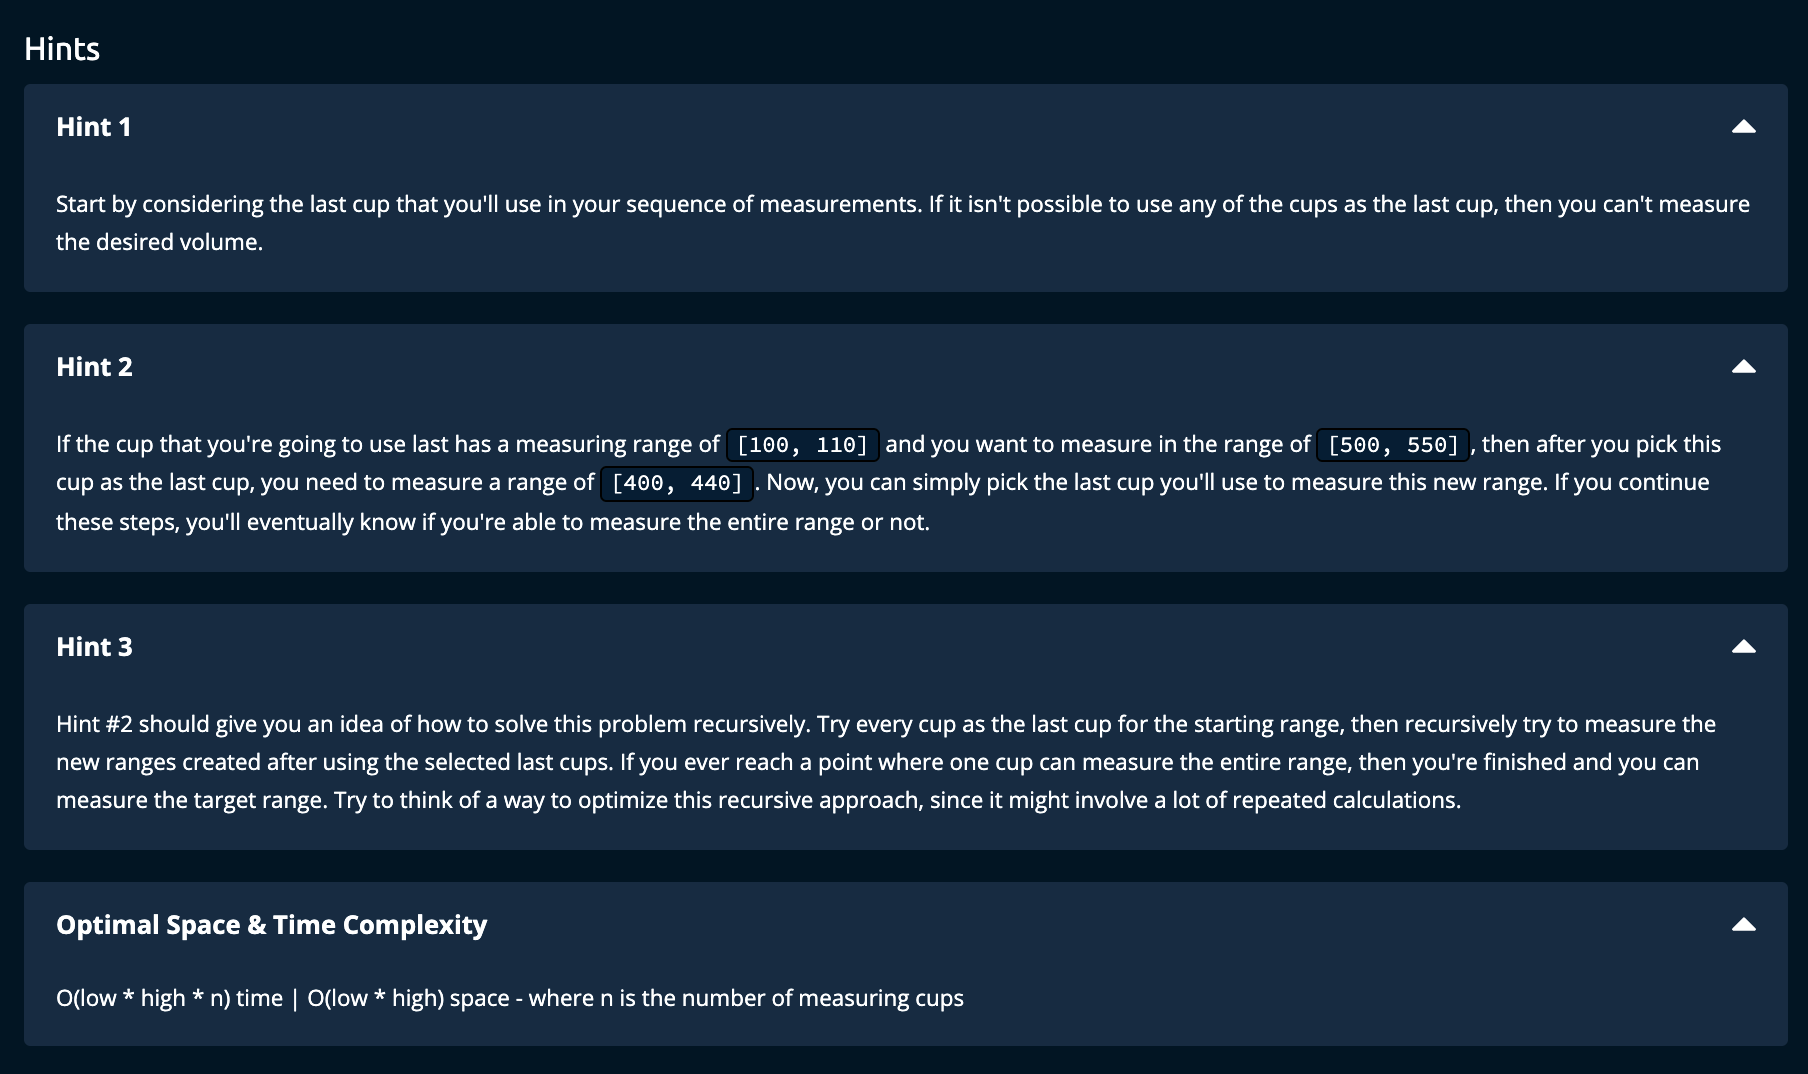 Hints
Hint 1
Start by considering the last cup that you'll use in your sequence of measurements. If it isn't possible to use any of the cups as the last cup, then you can't measure
the desired volume.
Hint 2
If the cup that you're going to use last has a measuring range of [100, 110] and you want to measure in the range of [500, 550], then after you pick this
cup as the last cup, you need to measure a range of [400, 440]. Now, you can simply pick the last cup you'll use to measure this new range. If you continue
these steps, you'll eventually know if you're able to measure the entire range or not.
Hint 3
Hint #2 should give you an idea of how to solve this problem recursively. Try every cup as the last cup for the starting range, then recursively try to measure the
new ranges created after using the selected last cups. If you ever reach a point where one cup can measure the entire range, then you're finished and you can
measure the target range. Try to think of a way to optimize this recursive approach, since it might involve a lot of repeated calculations.
Optimal Space & Time Complexity
O(low * high * n) time | O(low * high) space - where n is the number of measuring cups